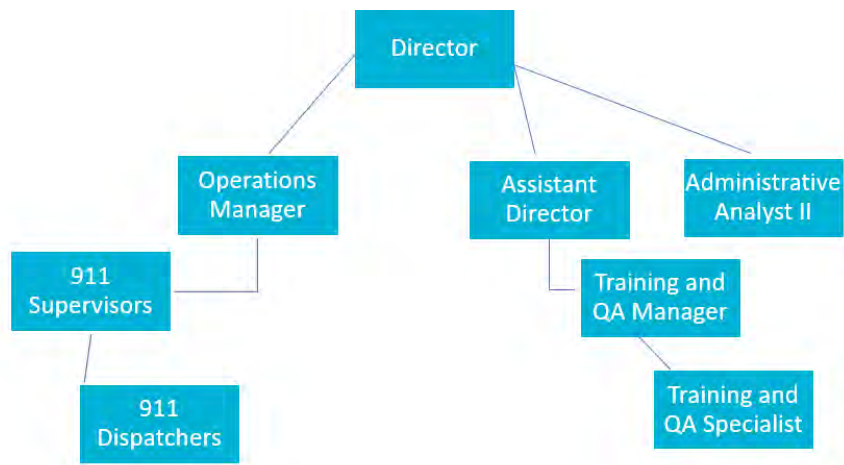 Director
Operations
Manager
Assistant
Director
Administrative
Analyst II
911
Supervisors
Training and
QA Manager
911
Dispatchers
Training and
QA Specialist